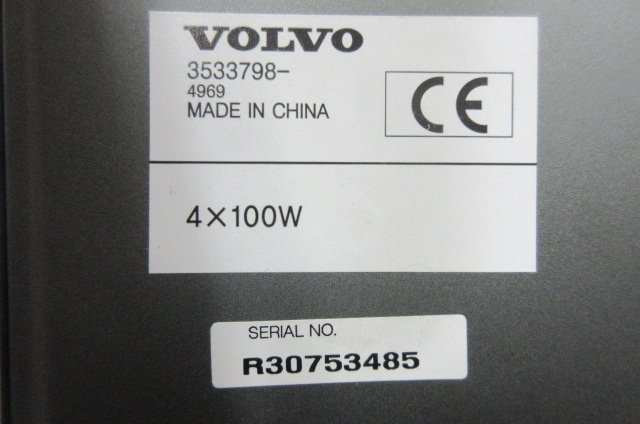 VOLVO
3533798-
4969
MADE IN CHINA
CE
4×100W
SERIAL NO.
R30753485